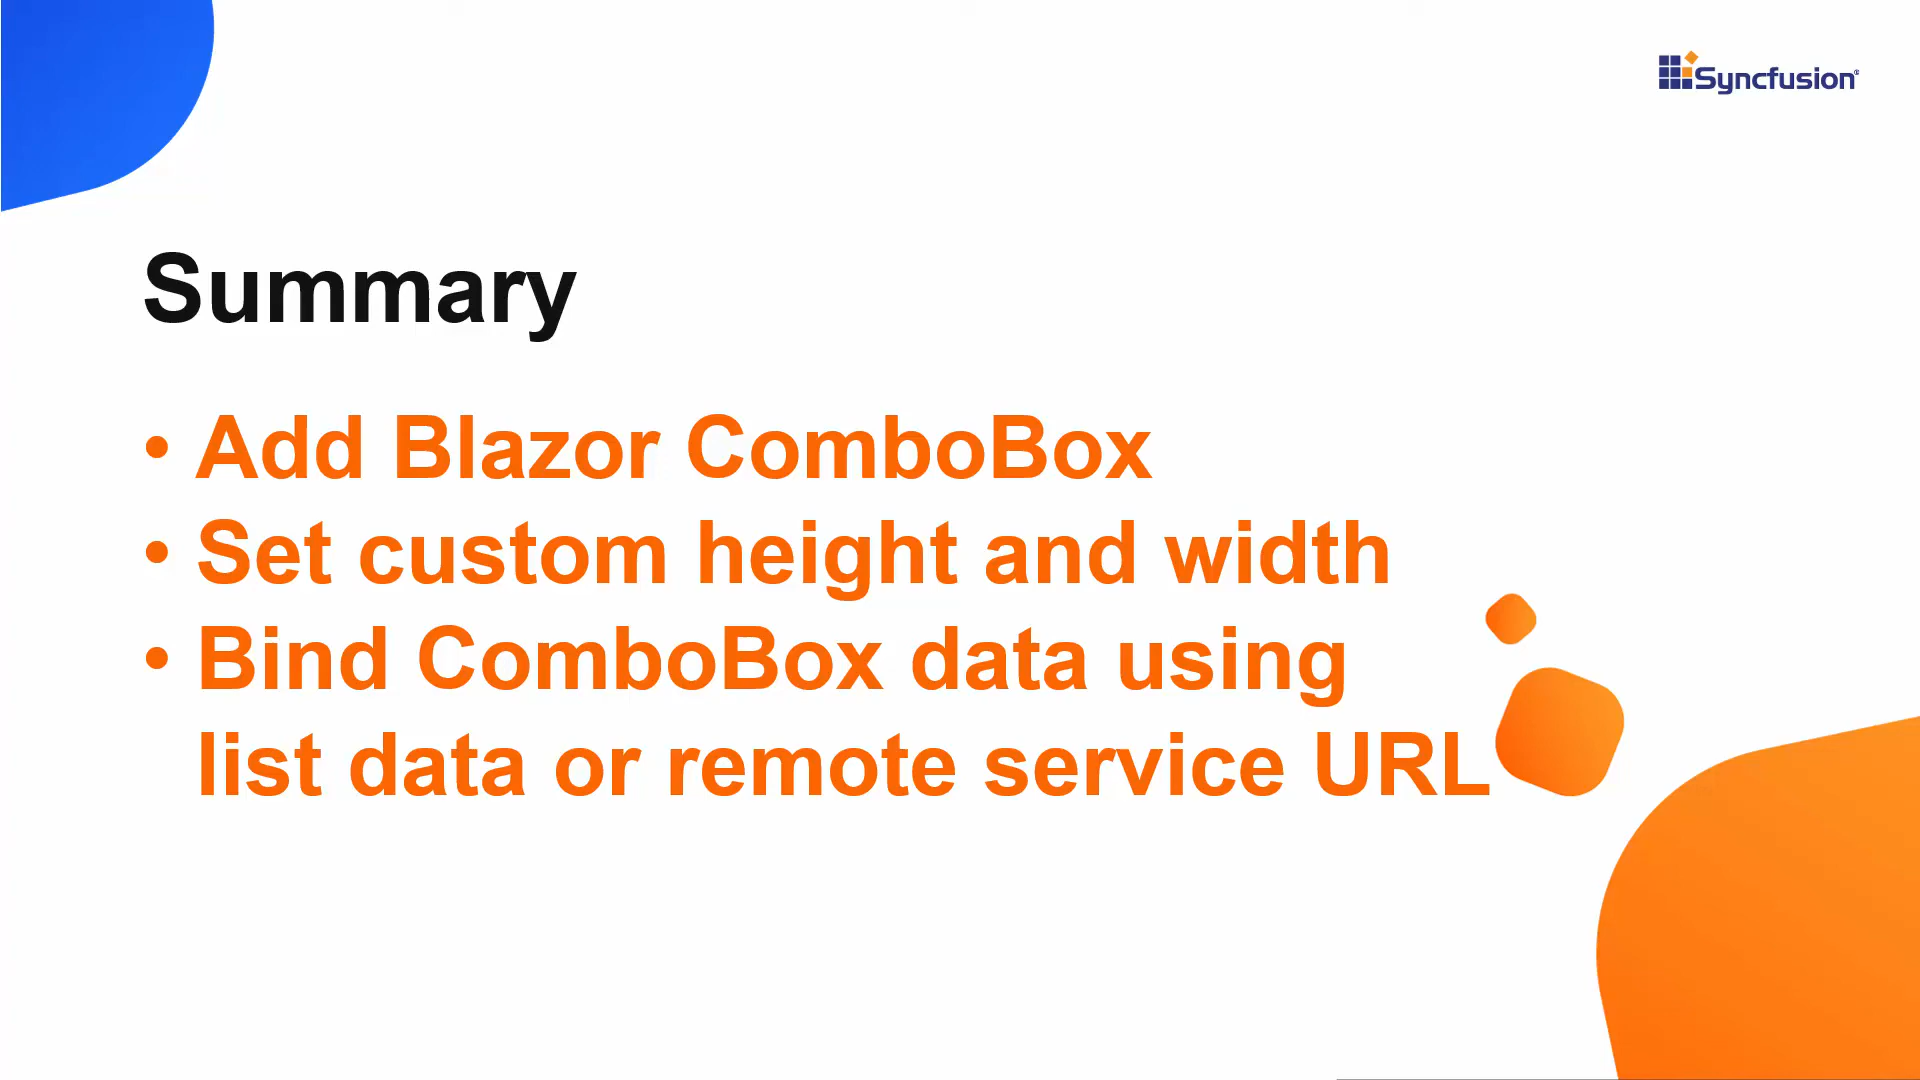 Syncfusion®
Summary
• Add Blazor ComboBox
• Set custom height and width
• Bind ComboBox data using
list data or remote service URL